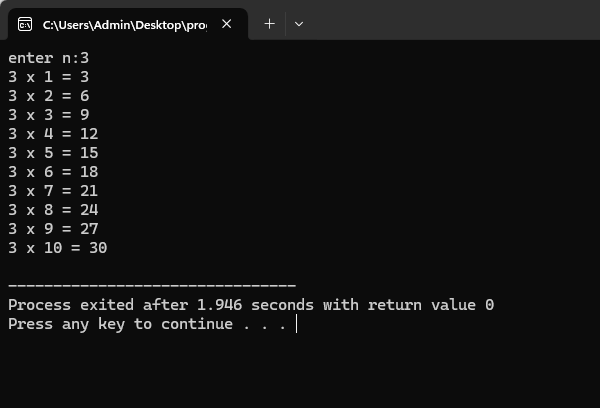 C:\Users\Admin\Desktop\pro
enter n:3
3 x 1 = 3
3 x 2 = 6
3 x 3 = 9
3 x 4 = 12
3 x 5 = 15
3 x 6 = 18
3 x 7 = 21
3 x 8 = 24
3 x 9 = 27
3 x 10 = 30
--------------------------------
Process exited after 1.946 seconds with return value 0
Press any key to continue . . .